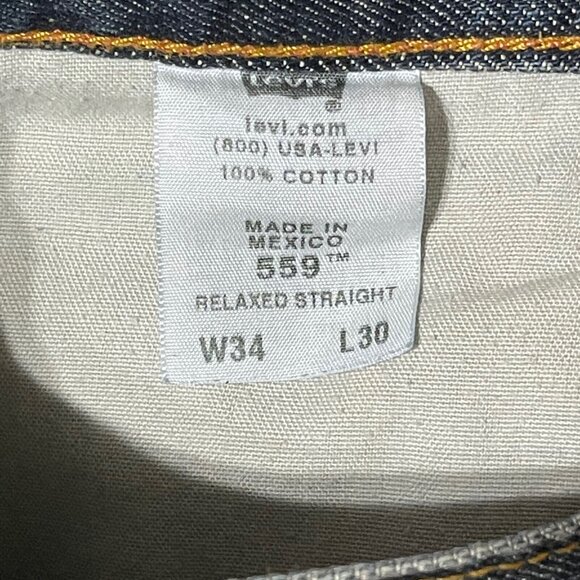 Levi's
®
levi.com
(800) USA-LEVI
100% COTTON
MADE IN
MEXICO
559™
RELAXED STRAIGHT
W34 L30